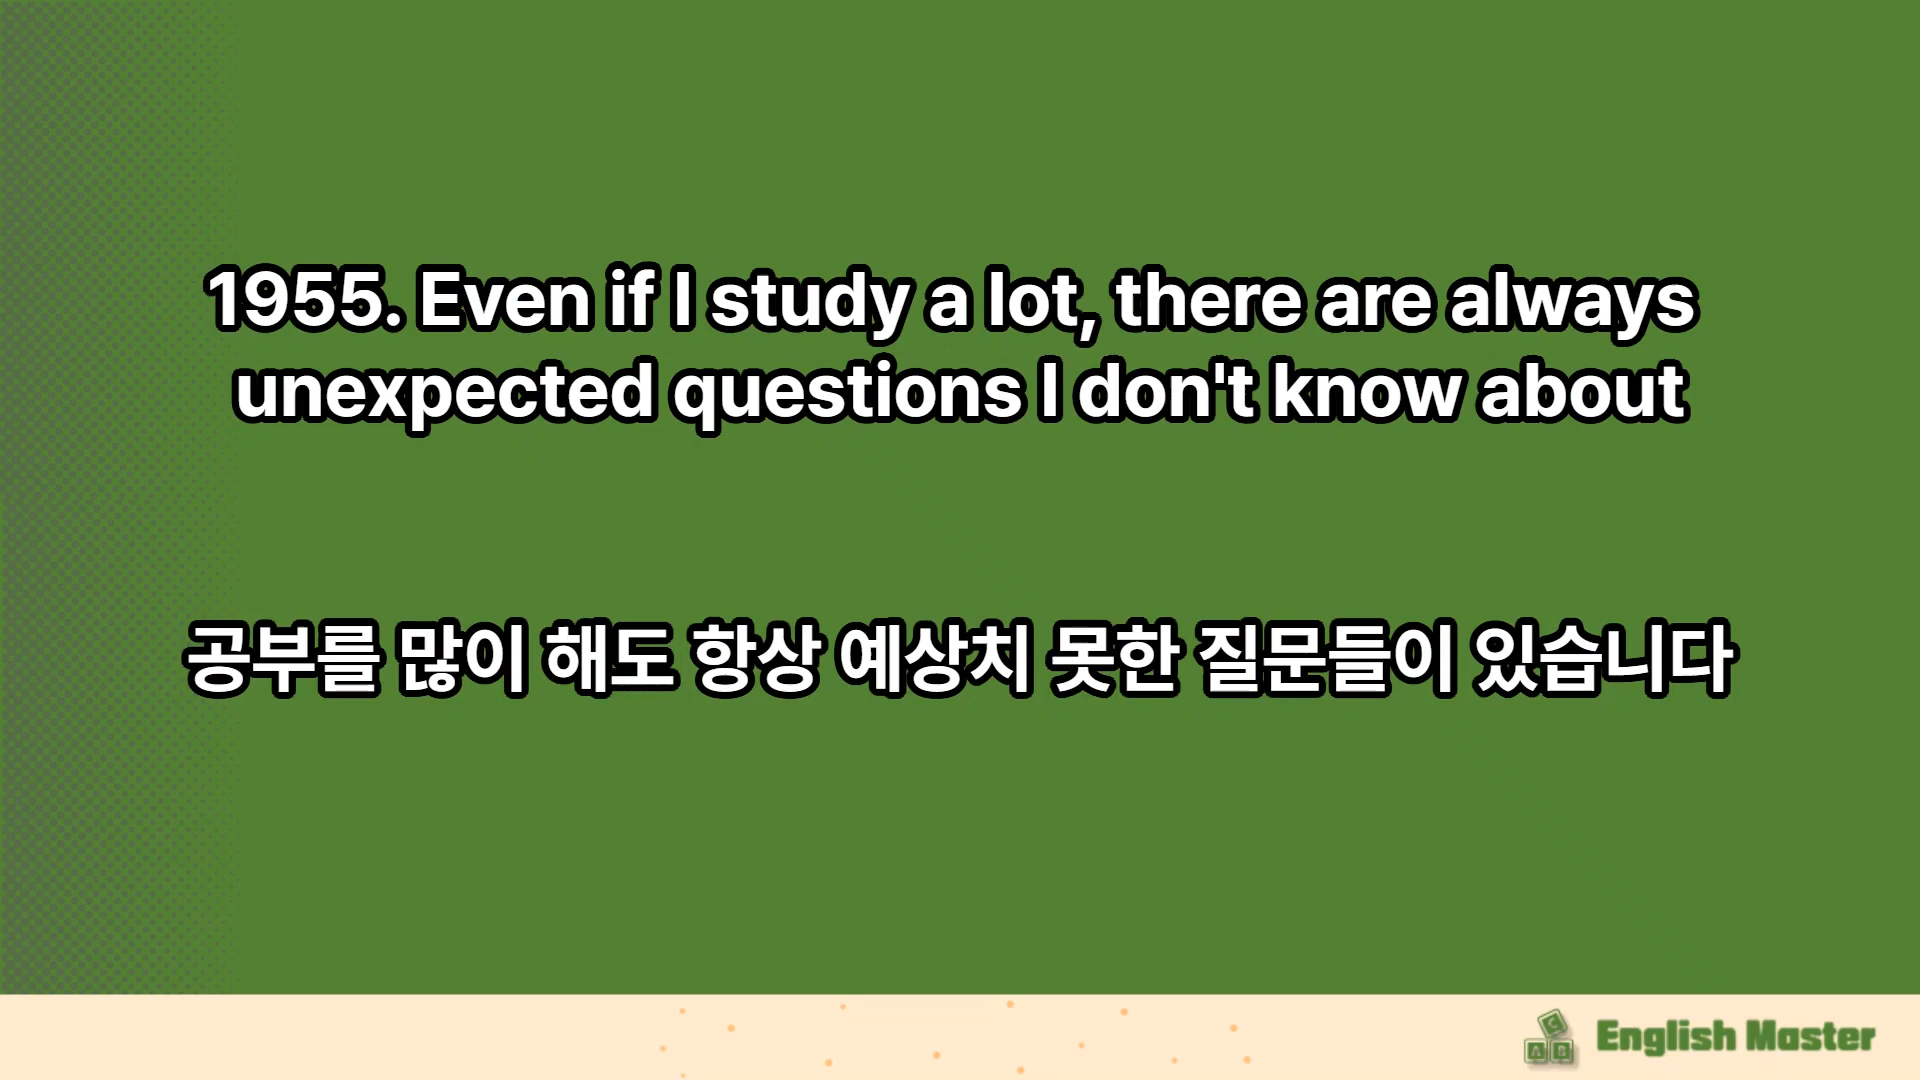 1955. Even if I study a lot, there are always
unexpected questions I don't know about
공부를 많이 해도 항상 예상치 못한 질문들이 있습니다
C
A B
English Master